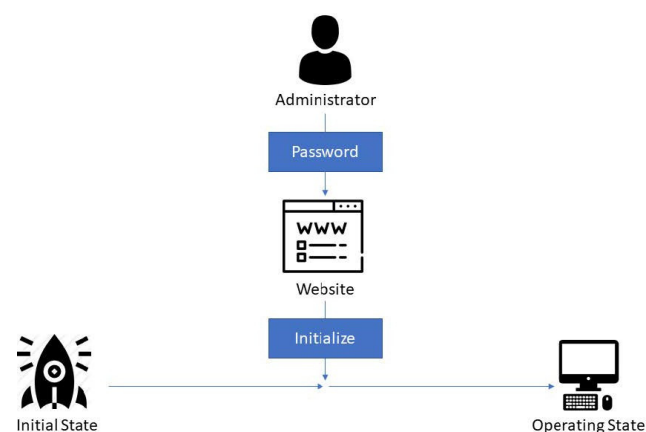 Administrator
Password
WWW
Website
Initialize
Initial State
Operating State